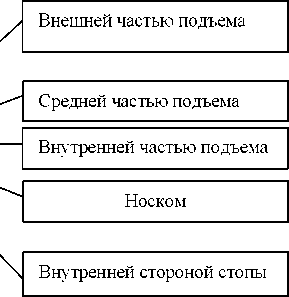 Внешней частью подъема
Средней частью подъема
Внутренней частью подъема
Носком
Внутренней стороной стопы